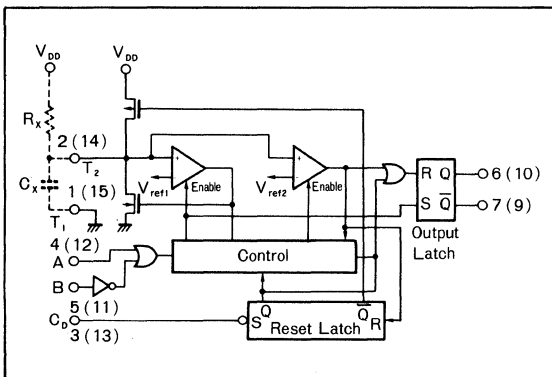 V_DD V_DD
R_X
2 (14)
T_2
C_X
1 (15)
T_1
+ -
V_ref1 Enable
+ -
V_ref2 Enable
4 (12)
A
B
5 (11)
C_D
3 (13)
Control
R Q 6 (10)
S Q̅ 7 (9)
Output
Latch
S Q Q̅ R
Reset Latch